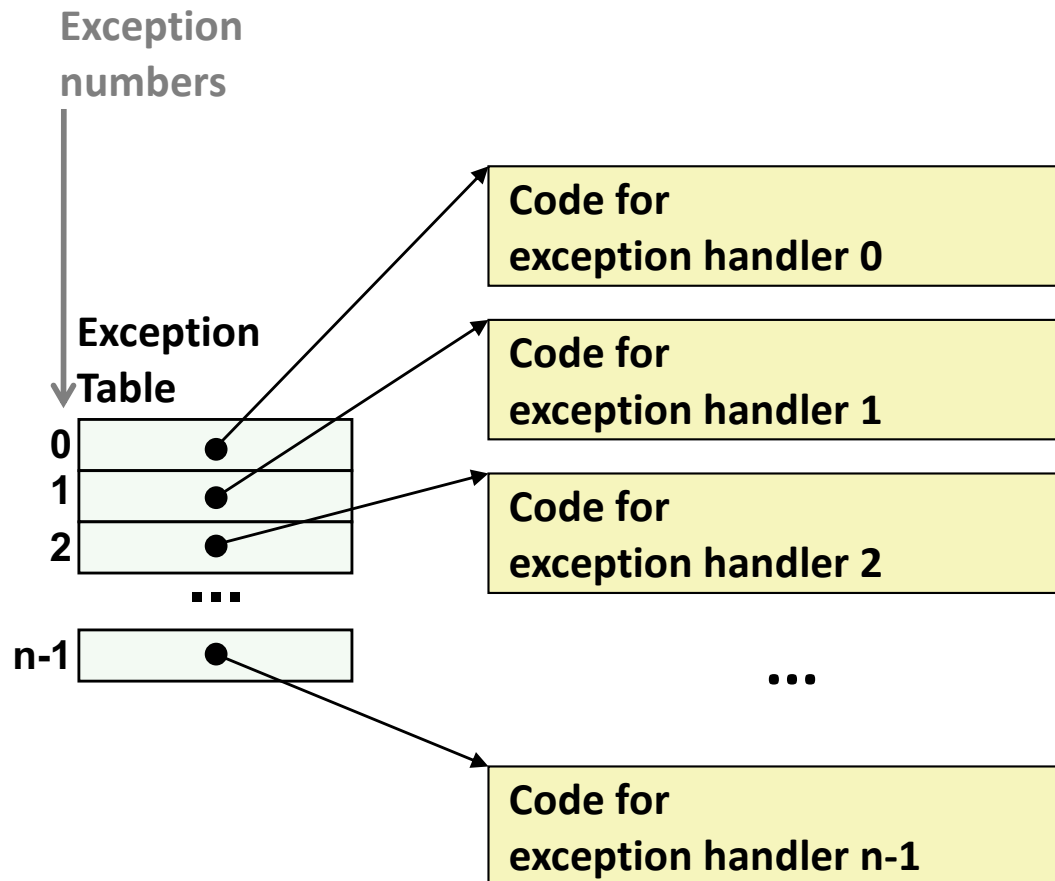 Exception
numbers
Code for
exception handler 0
Exception
Table
Code for
exception handler 1
0
1
2
...
n-1
Code for
exception handler 2
...
Code for
exception handler n-1